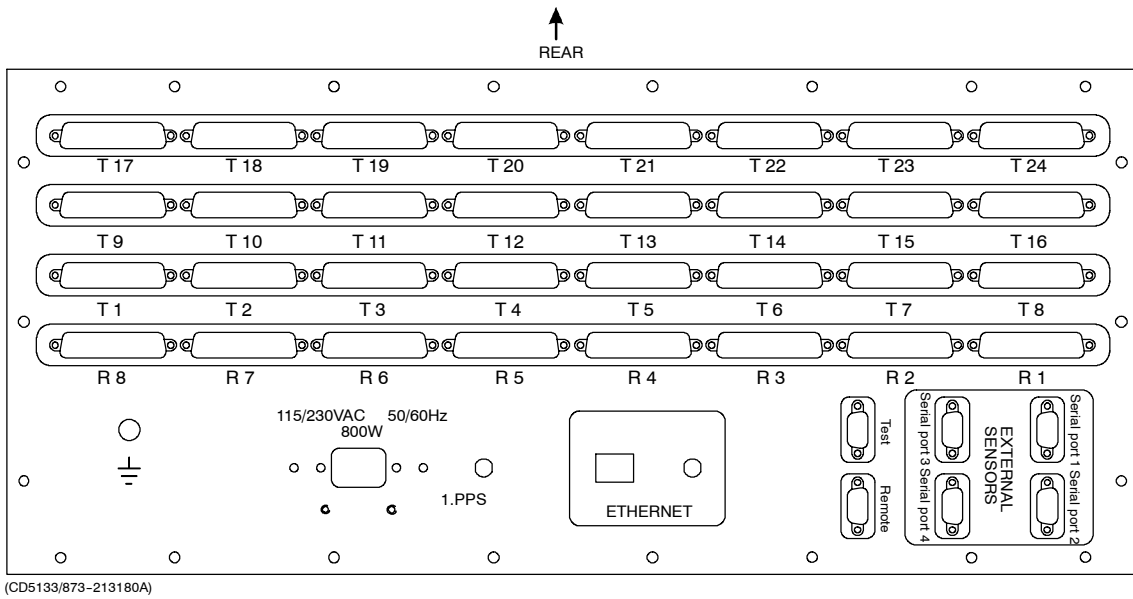 REAR
T 17 T 18 T 19 T 20 T 21 T 22 T 23 T 24
T 9 T 10 T 11 T 12 T 13 T 14 T 15 T 16
T 1 T 2 T 3 T 4 T 5 T 6 T 7 T 8
R 8 R 7 R 6 R 5 R 4 R 3 R 2 R 1
115/230VAC 50/60Hz
800W
1.PPS
ETHERNET
Test
Remote
Serial port 3
Serial port 4
EXTERNAL
SENSORS
Serial port 1
Serial port 2
(CD5133/873-213180A)